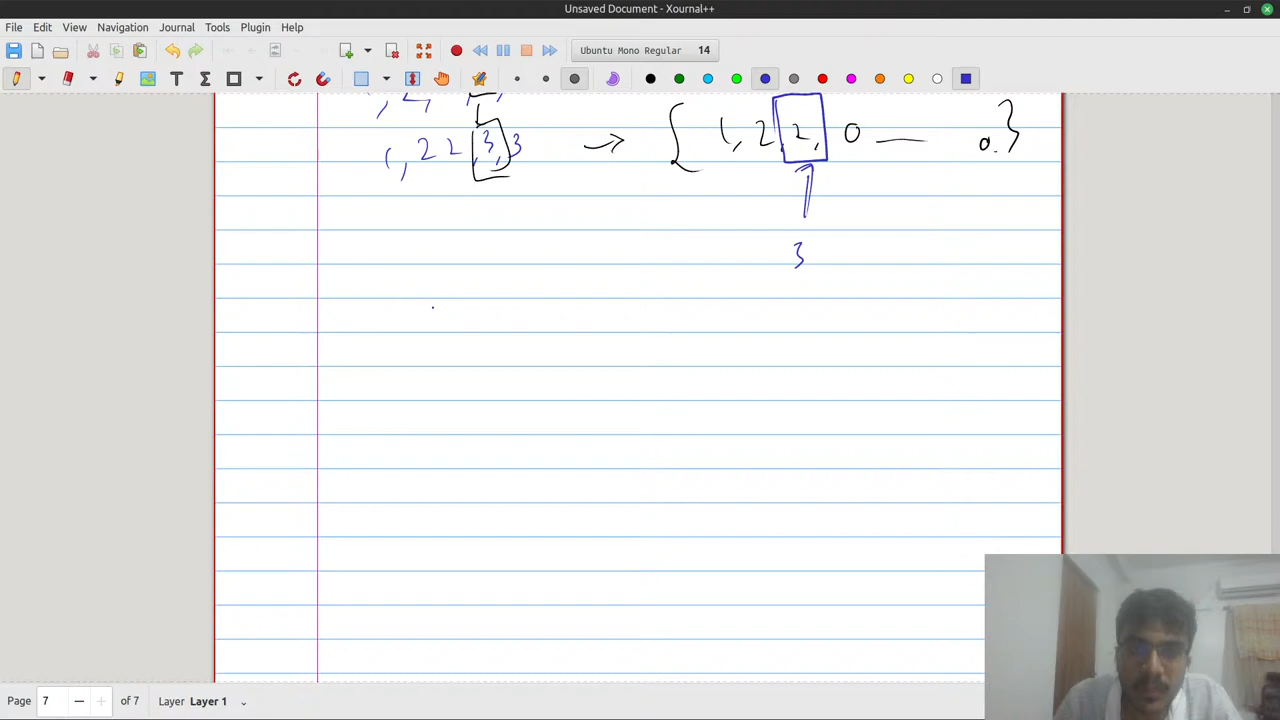 Unsaved Document - Xournal++
File Edit View Navigation Journal Tools Plugin Help
Ubuntu Mono Regular 14
1, 2 2 , 3 , 3 → { 1, 2, 2, 0 — 0. }
3
Page 7 of 7 Layer Layer 1